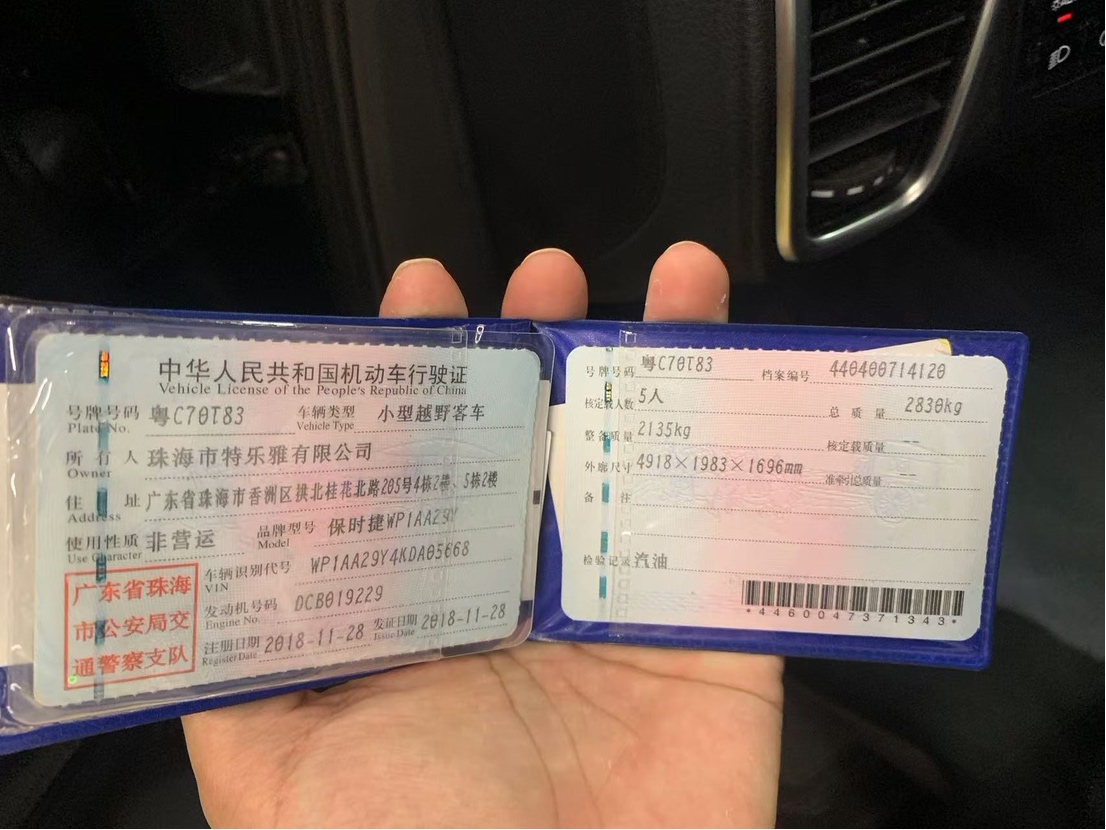 中华人民共和国机动车行驶证
Vehicle License of the People's Republic of China
号牌号码 粤C70T83 车辆类型 小型越野客车
Plate No. Vehicle Type
所有人 珠海市特乐雅有限公司
Owner
住址 广东省珠海市香洲区拱北桂花北路205号4栋2楼、5栋2楼
Address
使用性质 非营运 品牌型号 保时捷WP1AA29Y
Use Character Model
广东省珠海
市公安局交
通警察支队
车辆识别代号 WP1AA29Y4KDA05668
VIN
发动机号码 DCB019229
Engine No.
注册日期 2018-11-28 发证日期 2018-11-28
Register Date Issue Date
号牌号码 粤C70T83 档案编号 440400714120
核定载人数 5人 总质量 2830kg
整备质量 2135kg 核定载质量 --
外廓尺寸 4918×1983×1696mm 准牵引总质量 --
备注
检验记录 汽油
*4460047371343*